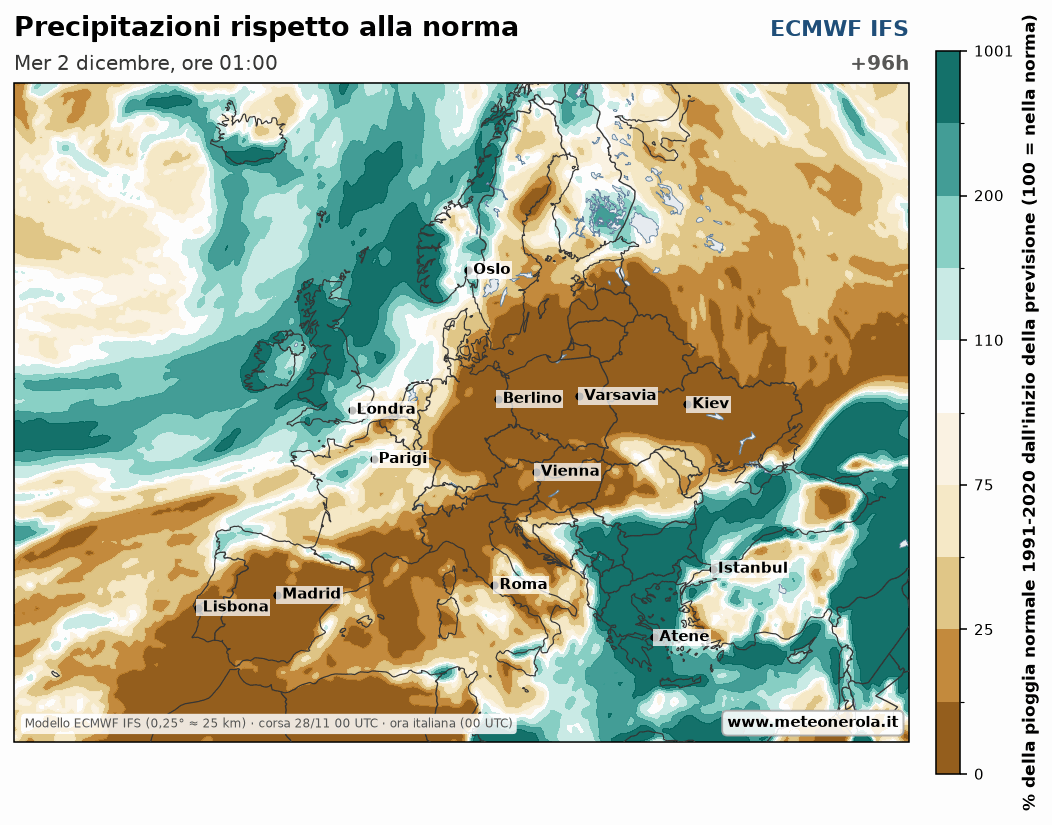 Precipitazioni rispetto alla norma
ECMWF IFS
Mer 2 dicembre, ore 01:00
+96h
Oslo
Londra
Berlino
Varsavia
Kiev
Parigi
Vienna
Istanbul
Roma
Madrid
Lisbona
Atene
Modello ECMWF IFS (0,25° ≈ 25 km) · corsa 28/11 00 UTC · ora italiana (00 UTC)
www.meteonerola.it
1001
200
110
75
25
0
% della pioggia normale 1991-2020 dall'inizio della previsione (100 = nella norma)